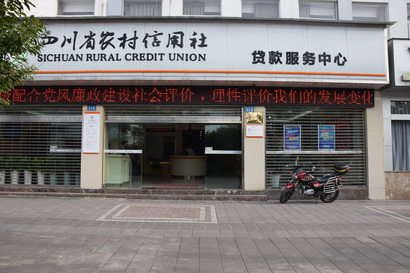 四川省农村信用社
SICHUAN RURAL CREDIT UNION
贷款服务中心
配合党风廉政建设社会评价，理性评价我们的发展变化